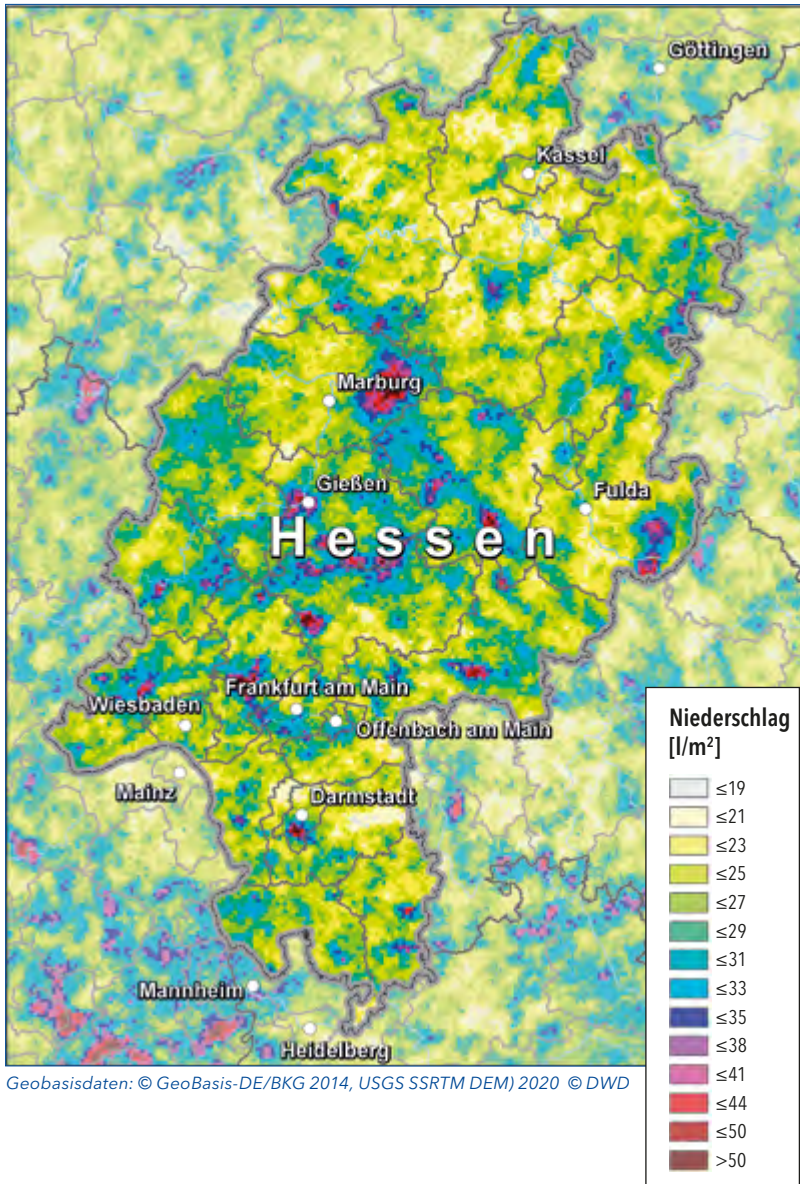 Göttingen
Kassel
Marburg
Gießen
Fulda
Hessen
Frankfurt am Main
Wiesbaden
Offenbach am Main
Mainz
Darmstadt
Mannheim
Heidelberg
Niederschlag
[l/m²]
≤19
≤21
≤23
≤25
≤27
≤29
≤31
≤33
≤35
≤38
≤41
≤44
≤50
>50
Geobasisdaten: © GeoBasis-DE/BKG 2014, USGS SSRTM DEM) 2020 © DWD